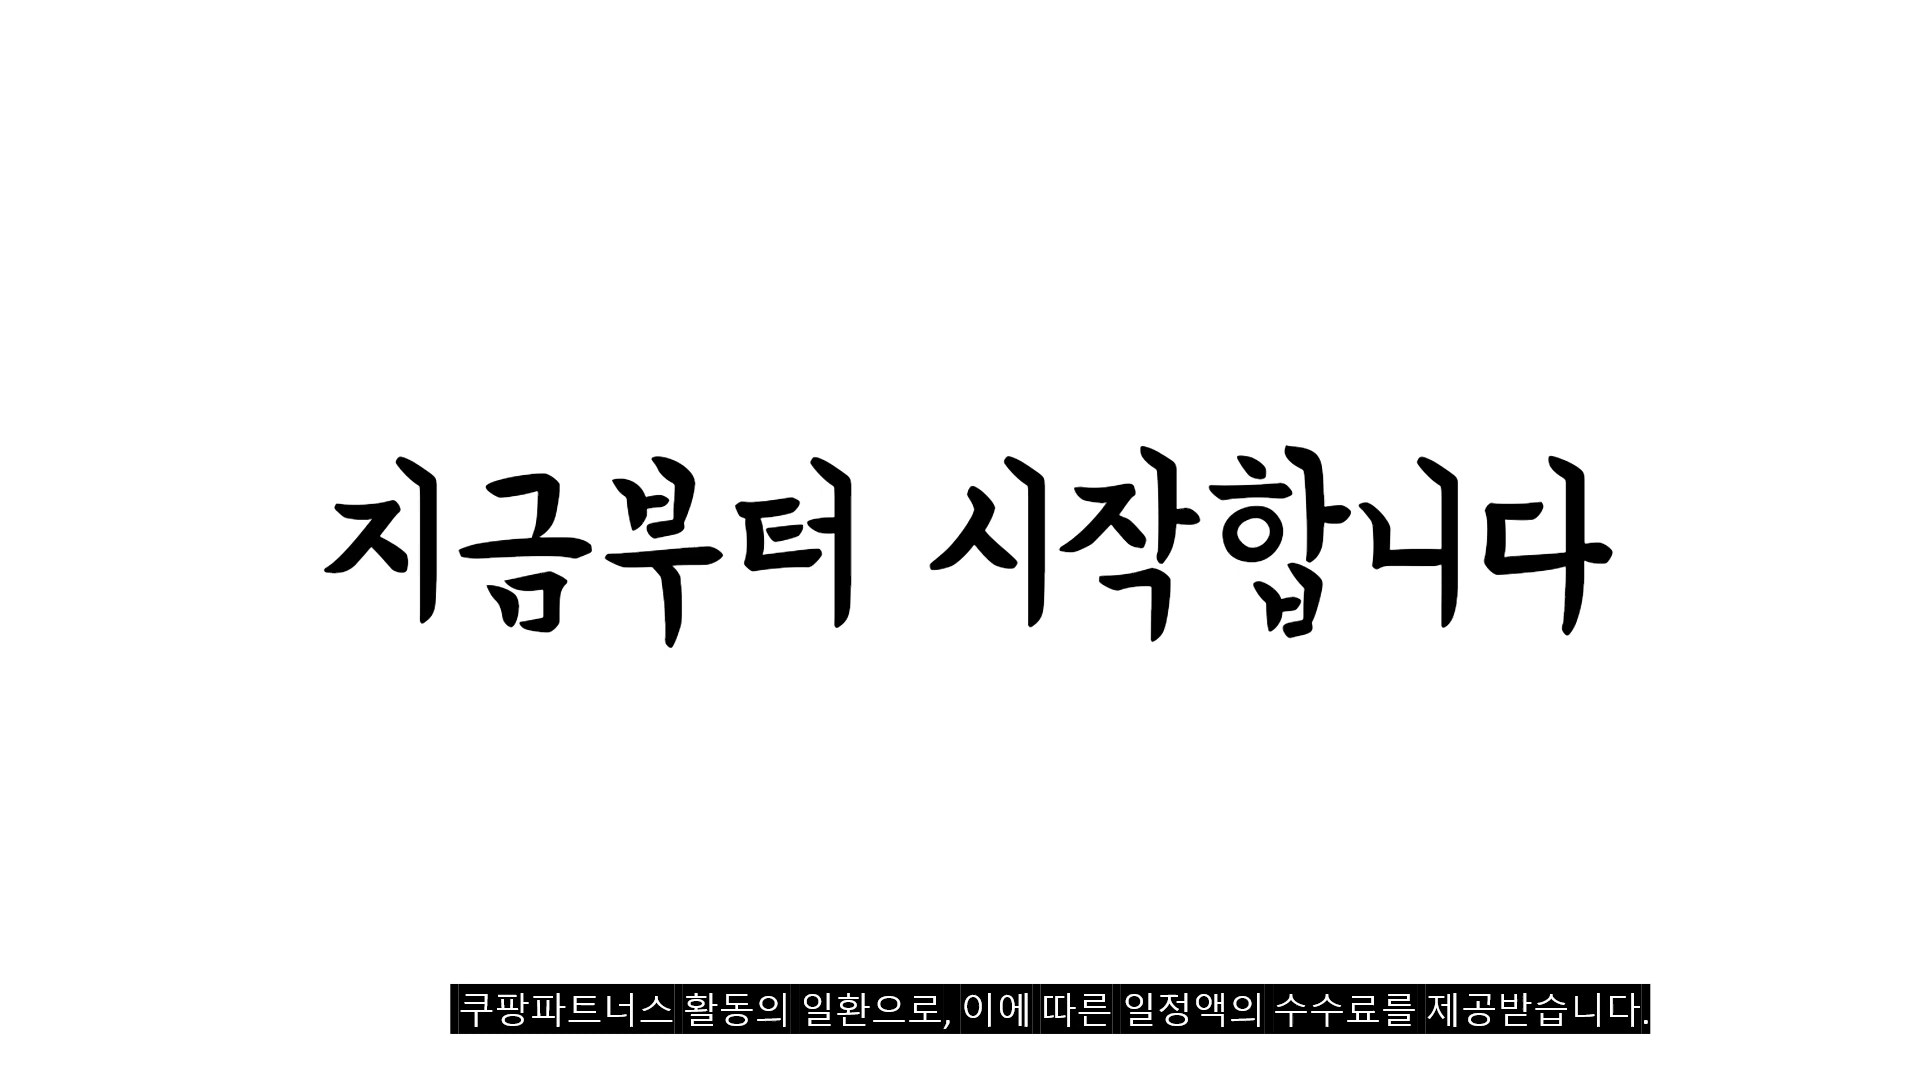 지금부터 시작합니다
쿠팡파트너스 활동의 일환으로, 이에 따른 일정액의 수수료를 제공받습니다.